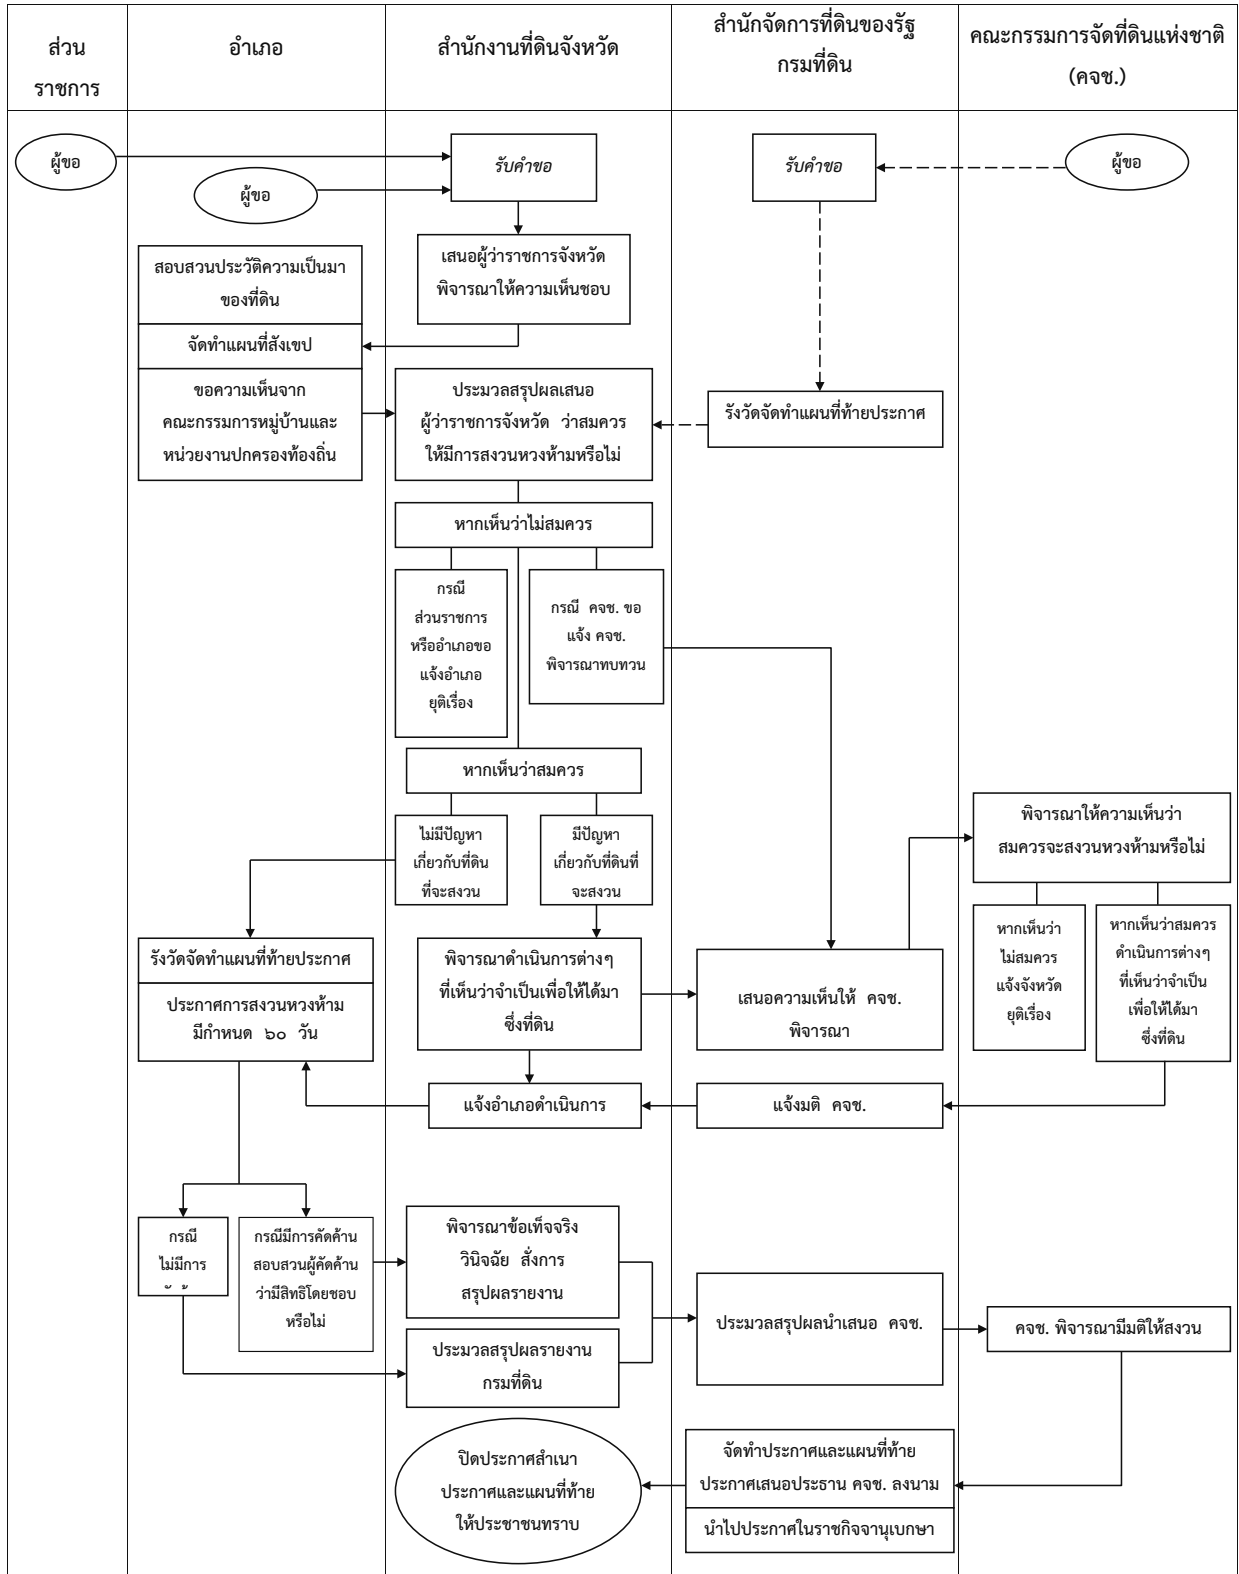 ส่วน
ราชการ
อำเภอ
สำนักงานที่ดินจังหวัด
สำนักจัดการที่ดินของรัฐ
กรมที่ดิน
คณะกรรมการจัดที่ดินแห่งชาติ
(คจช.)
ผู้ขอ
ผู้ขอ
รับคำขอ
รับคำขอ
ผู้ขอ
เสนอผู้ว่าราชการจังหวัด
พิจารณาให้ความเห็นชอบ
สอบสวนประวัติความเป็นมา
ของที่ดิน
จัดทำแผนที่สังเขป
ขอความเห็นจาก
คณะกรรมการหมู่บ้านและ
หน่วยงานปกครองท้องถิ่น
ประมวลสรุปผลเสนอ
ผู้ว่าราชการจังหวัด ว่าสมควร
ให้มีการสงวนหวงห้ามหรือไม่
รังวัดจัดทำแผนที่ท้ายประกาศ
หากเห็นว่าไม่สมควร
กรณี
ส่วนราชการ
หรืออำเภอขอ
แจ้งอำเภอ
ยุติเรื่อง
กรณี คจช. ขอ
แจ้ง คจช.
พิจารณาทบทวน
หากเห็นว่าสมควร
ไม่มีปัญหา
เกี่ยวกับที่ดิน
ที่จะสงวน
มีปัญหา
เกี่ยวกับที่ดินที่
จะสงวน
พิจารณาให้ความเห็นว่า
สมควรจะสงวนหวงห้ามหรือไม่
หากเห็นว่า
ไม่สมควร
แจ้งจังหวัด
ยุติเรื่อง
หากเห็นว่าสมควร
ดำเนินการต่างๆ
ที่เห็นว่าจำเป็น
เพื่อให้ได้มา
ซึ่งที่ดิน
รังวัดจัดทำแผนที่ท้ายประกาศ
ประกาศการสงวนหวงห้าม
มีกำหนด ๖๐ วัน
พิจารณาดำเนินการต่างๆ
ที่เห็นว่าจำเป็นเพื่อให้ได้มา
ซึ่งที่ดิน
เสนอความเห็นให้ คจช.
พิจารณา
แจ้งอำเภอดำเนินการ
แจ้งมติ คจช.
กรณี
ไม่มีการ
กรณีมีการคัดค้าน
สอบสวนผู้คัดค้าน
ว่ามีสิทธิโดยชอบ
หรือไม่
พิจารณาข้อเท็จจริง
วินิจฉัย สั่งการ
สรุปผลรายงาน
ประมวลสรุปผลรายงาน
กรมที่ดิน
ประมวลสรุปผลนำเสนอ คจช.
คจช. พิจารณามีมติให้สงวน
ปิดประกาศสำเนา
ประกาศและแผนที่ท้าย
ให้ประชาชนทราบ
จัดทำประกาศและแผนที่ท้าย
ประกาศเสนอประธาน คจช. ลงนาม
นำไปประกาศในราชกิจจานุเบกษา